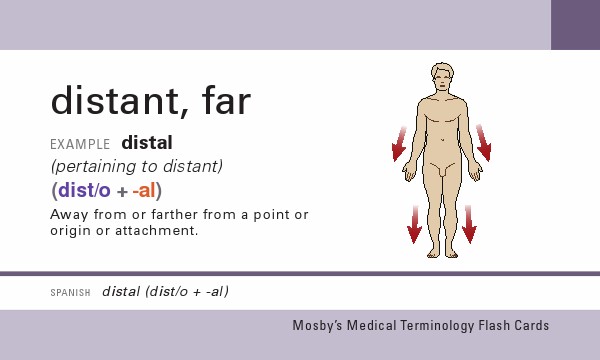 distant, far
EXAMPLE distal
(pertaining to distant)
(dist/o + -al)
Away from or farther from a point or
origin or attachment.
SPANISH distal (dist/o + -al)
Mosby's Medical Terminology Flash Cards